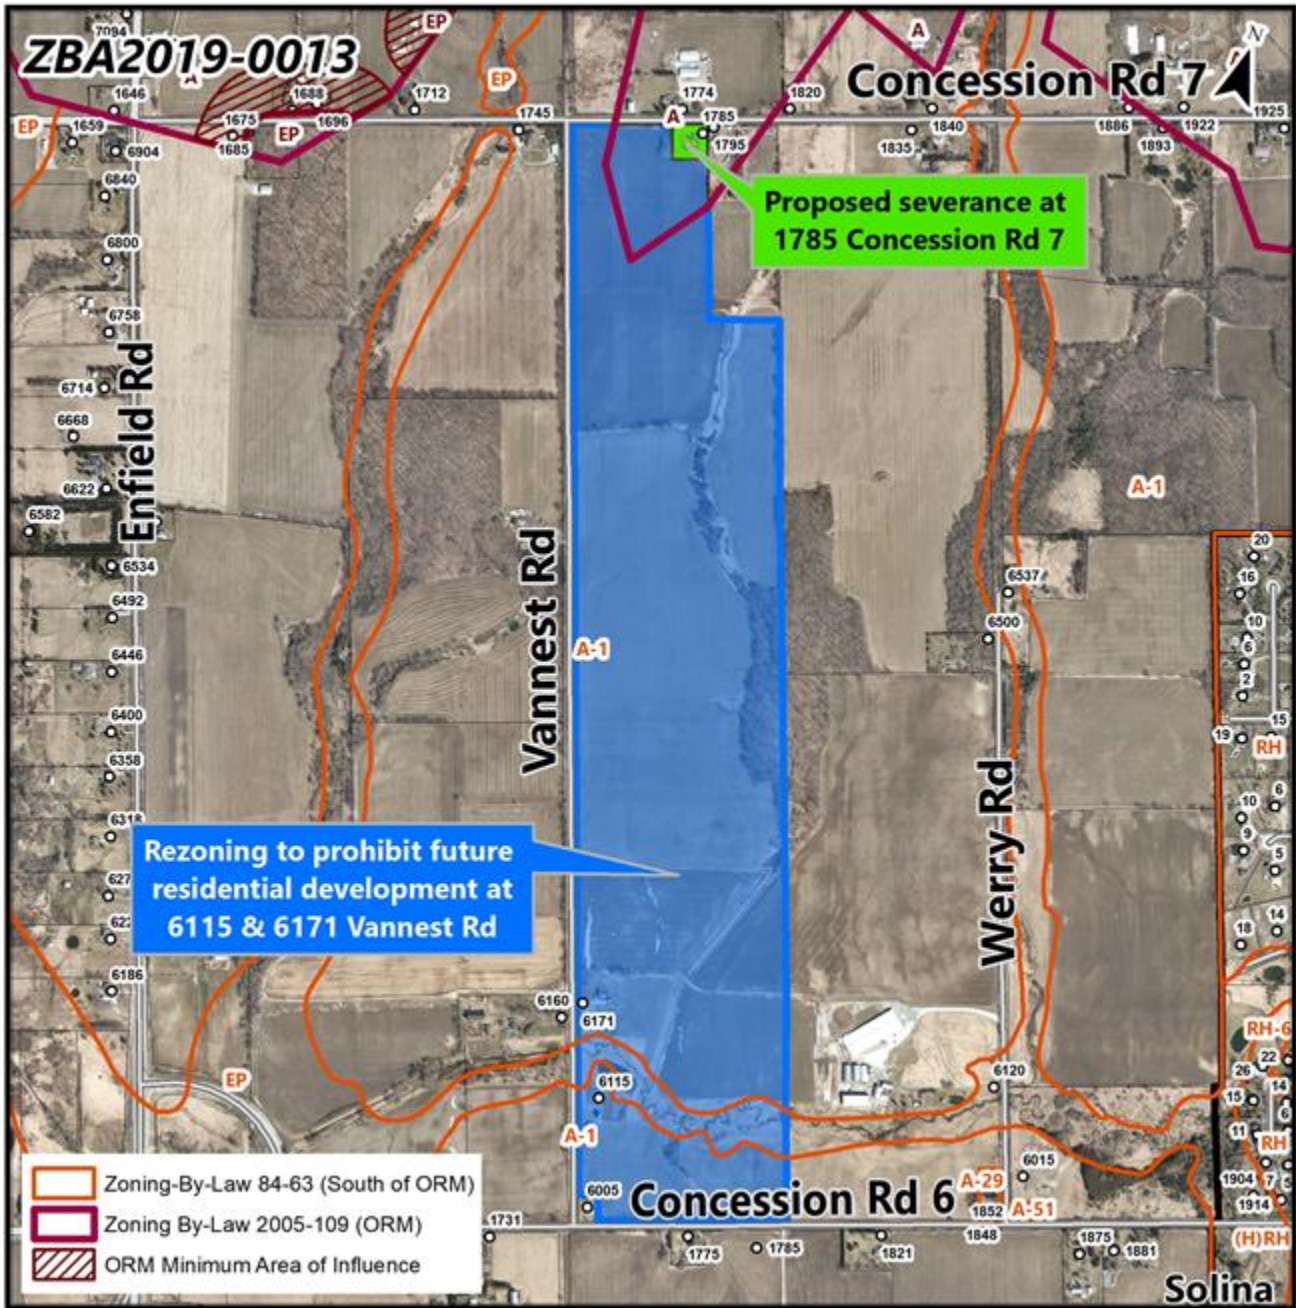 7094
EP
ZBA2019-0013
A
A
EP
Concession Rd 7
N
1646
1688
1712
1774
1820
EP
1659
1675
EP
1696
1745
A
1785
1840
1886
1922
1925
6904
1685
1795
1835
1893
6840
Proposed severance at
1785 Concession Rd 7
6800
6758
Enfield Rd
6714
6668
6622
A-1
6582
20
6534
6537
16
6492
Vannest Rd
6500
10
6
6446
A-1
2
6400
15
19
RH
6358
Werry Rd
6
6318
10
Rezoning to prohibit future
residential development at
6115 & 6171 Vannest Rd
9
5
627
622
18
14
6186
6160
6171
RH-6
22
EP
6115
6120
26
14
15
6
A-1
11
RH
Zoning-By-Law 84-63 (South of ORM)
6005
Concession Rd 6
A-29
6015
1904
7
5
Zoning By-Law 2005-109 (ORM)
1731
1852
A-51
1914
ORM Minimum Area of Influence
1775
1785
1821
1848
1875
1881
(H)RH
Solina